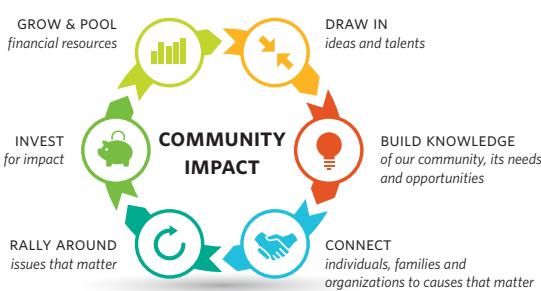 GROW & POOL
financial resources
DRAW IN
ideas and talents
INVEST
for impact
COMMUNITY
IMPACT
BUILD KNOWLEDGE
of our community, its needs
and opportunities
RALLY AROUND
issues that matter
CONNECT
individuals, families and
organizations to causes that matter